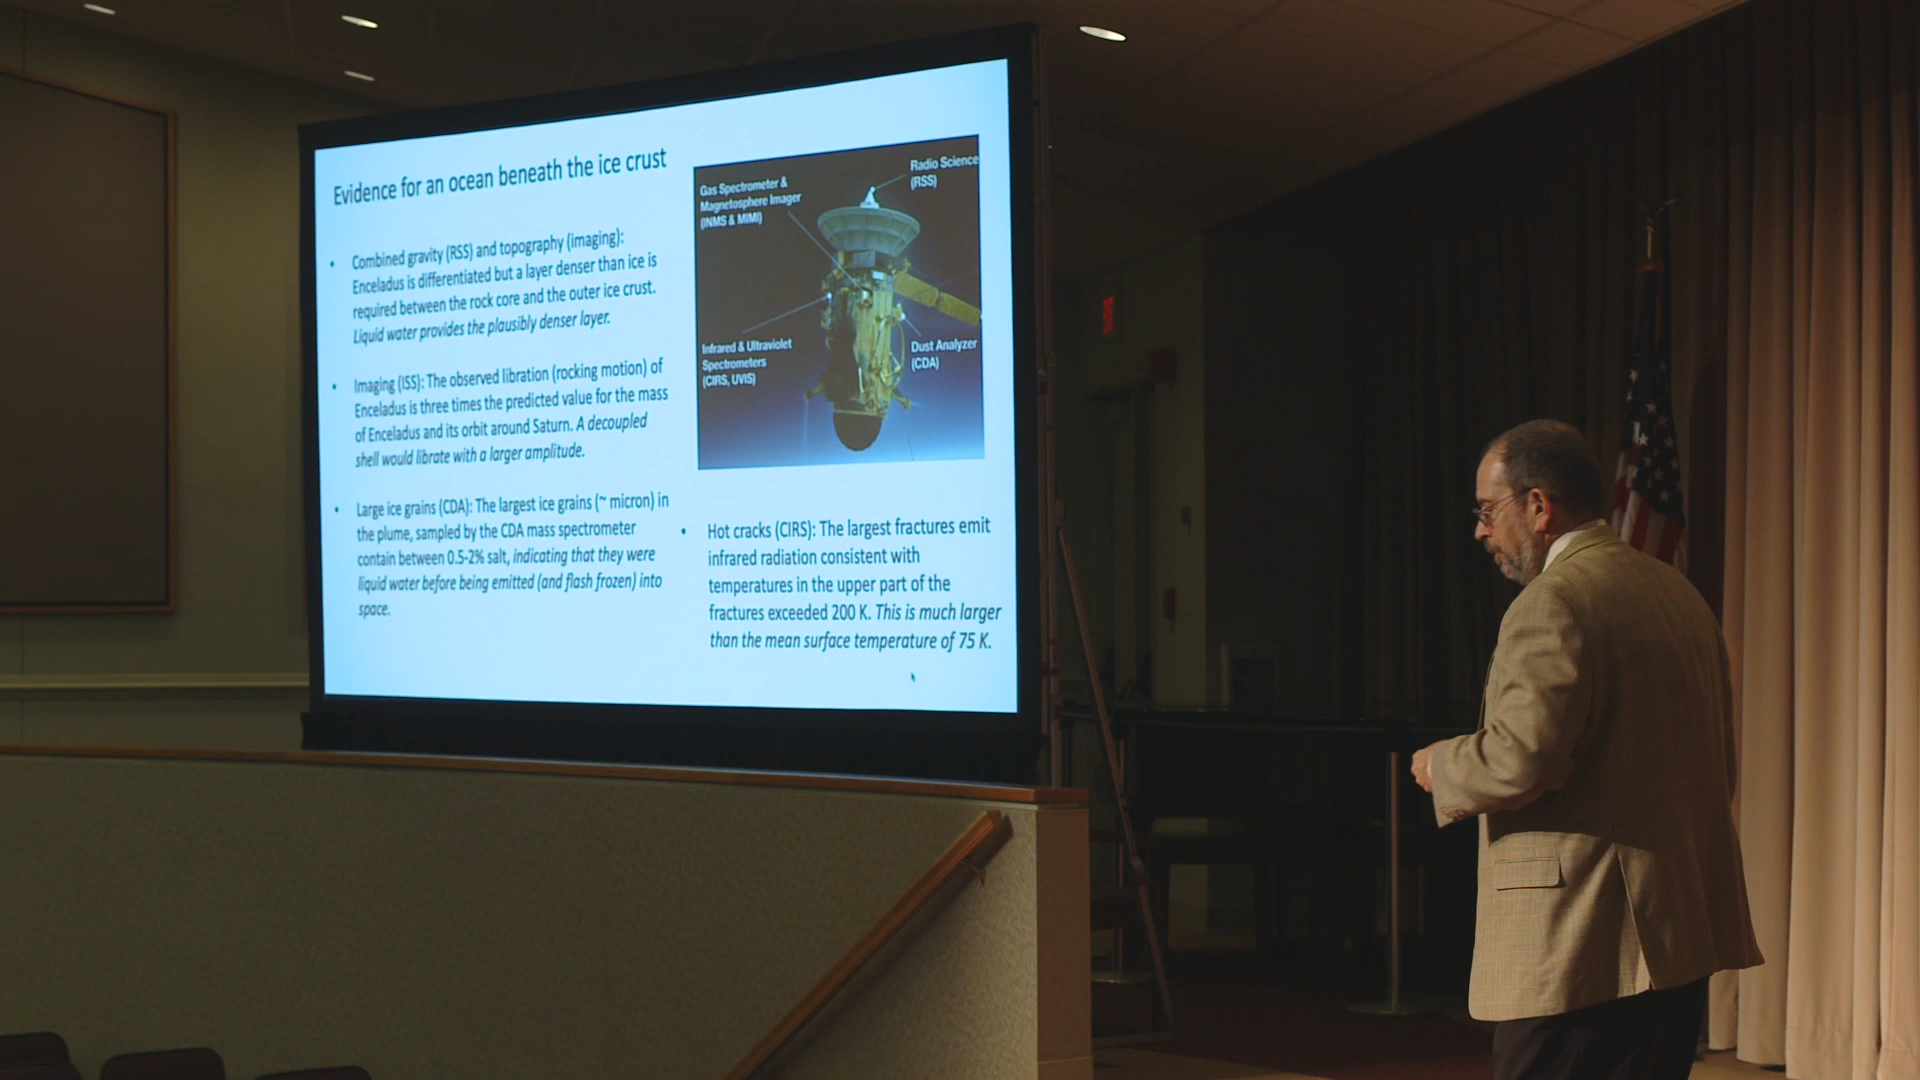 Evidence for an ocean beneath the ice crust
• Combined gravity (RSS) and topography (imaging):
Enceladus is differentiated but a layer denser than ice is
required between the rock core and the outer ice crust.
Liquid water provides the plausibly denser layer.
• Imaging (ISS): The observed libration (rocking motion) of
Enceladus is three times the predicted value for the mass
of Enceladus and its orbit around Saturn. A decoupled
shell would librate with a larger amplitude.
• Large ice grains (CDA): The largest ice grains (~ micron) in
the plume, sampled by the CDA mass spectrometer
contain between 0.5-2% salt, indicating that they were
liquid water before being emitted (and flash frozen) into
space.
Gas Spectrometer &
Magnetosphere Imager
(INMS & MIMI)
Radio Science
(RSS)
Infrared & Ultraviolet
Spectrometers
(CIRS, UVIS)
Dust Analyzer
(CDA)
• Hot cracks (CIRS): The largest fractures emit
infrared radiation consistent with
temperatures in the upper part of the
fractures exceeded 200 K. This is much larger
than the mean surface temperature of 75 K.